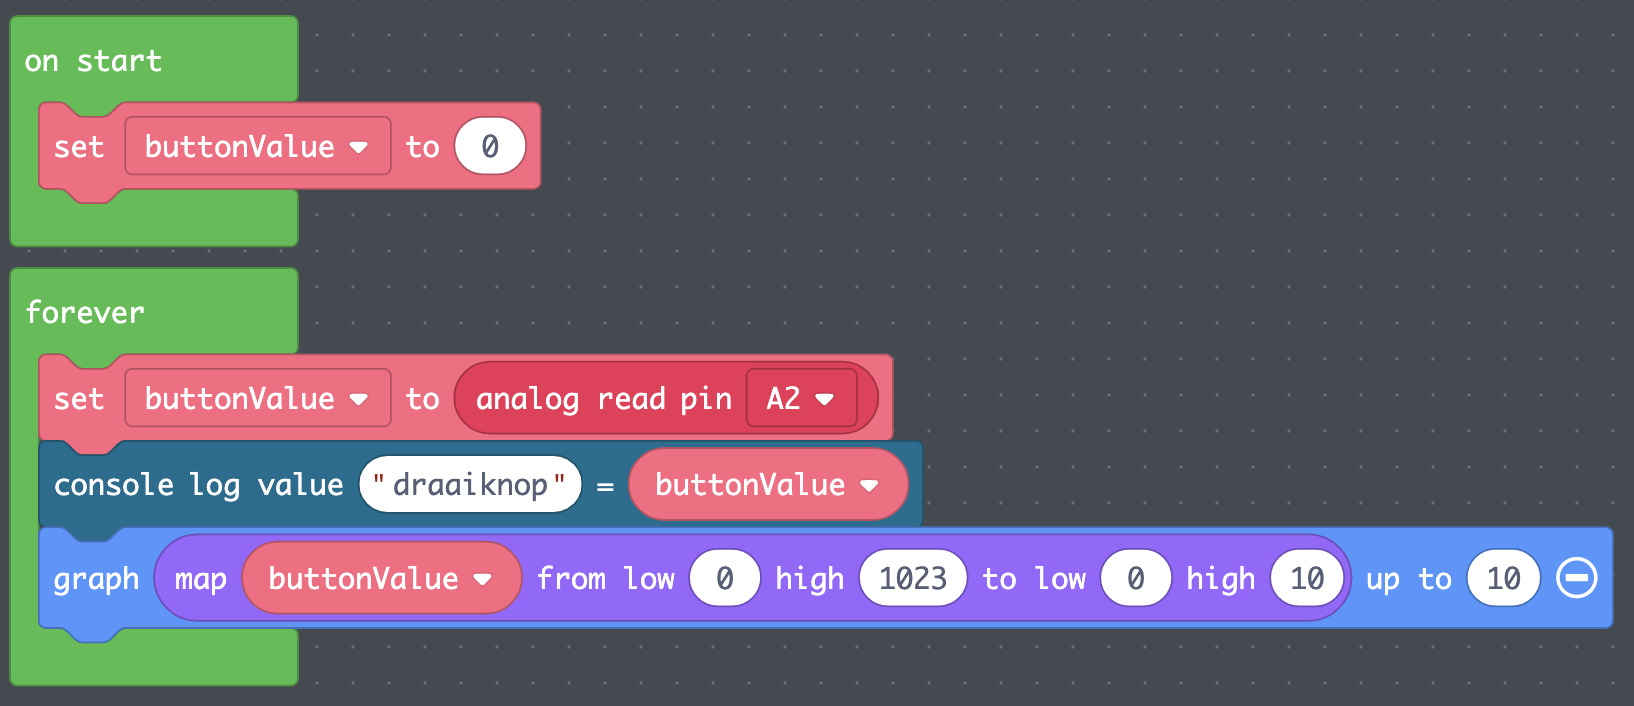 on start
set buttonValue to 0
forever
set buttonValue to analog read pin A2
console log value "draaiknop" = buttonValue
graph map buttonValue from low 0 high 1023 to low 0 high 10 up to 10